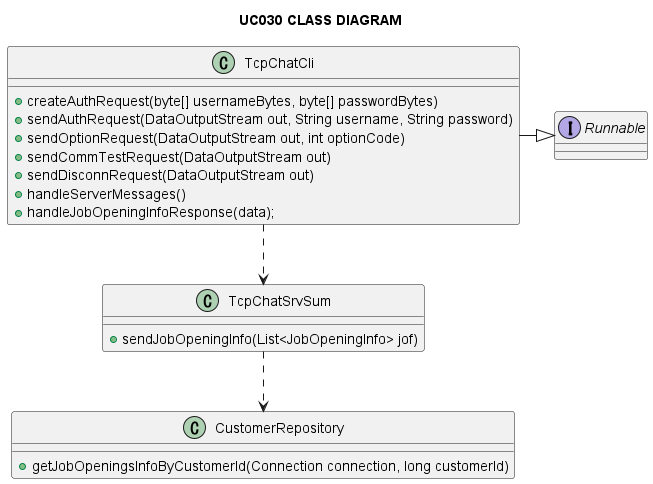 UC030 CLASS DIAGRAM
C TcpChatCli
createAuthRequest(byte[] usernameBytes, byte[] passwordBytes)
sendAuthRequest(DataOutputStream out, String username, String password)
sendOptionRequest(DataOutputStream out, int optionCode)
sendCommTestRequest(DataOutputStream out)
sendDisconnRequest(DataOutputStream out)
handleServerMessages()
handleJobOpeningInfoResponse(data);
I Runnable
C TcpChatSrvSum
sendJobOpeningInfo(List<JobOpeningInfo> jof)
C CustomerRepository
getJobOpeningsInfoByCustomerId(Connection connection, long customerId)